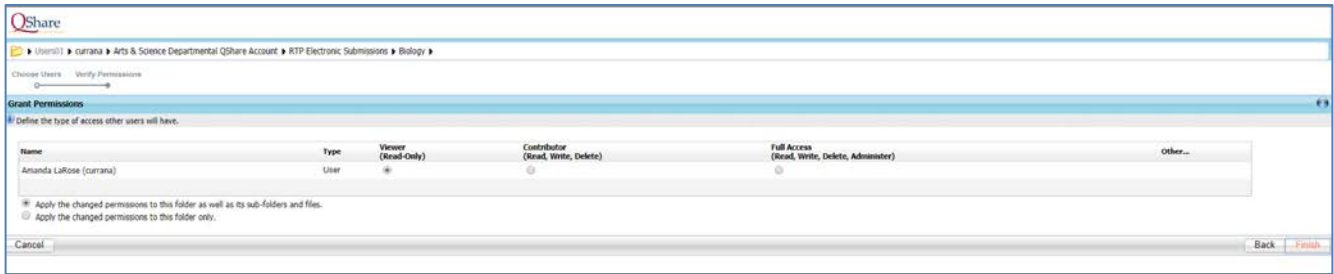 QShare
Users01 ▶ currana ▶ Arts & Science Departmental QShare Account ▶ RTP Electronic Submissions ▶ Biology ▶
Choose Users Verify Permissions
Grant Permissions
Define the type of access other users will have.
Name Type Viewer (Read-Only) Contributor (Read, Write, Delete) Full Access (Read, Write, Delete, Administer) Other...
Amanda LaRose (currana) User
Apply the changed permissions to this folder as well as its sub-folders and files.
Apply the changed permissions to this folder only.
Cancel Back Finish